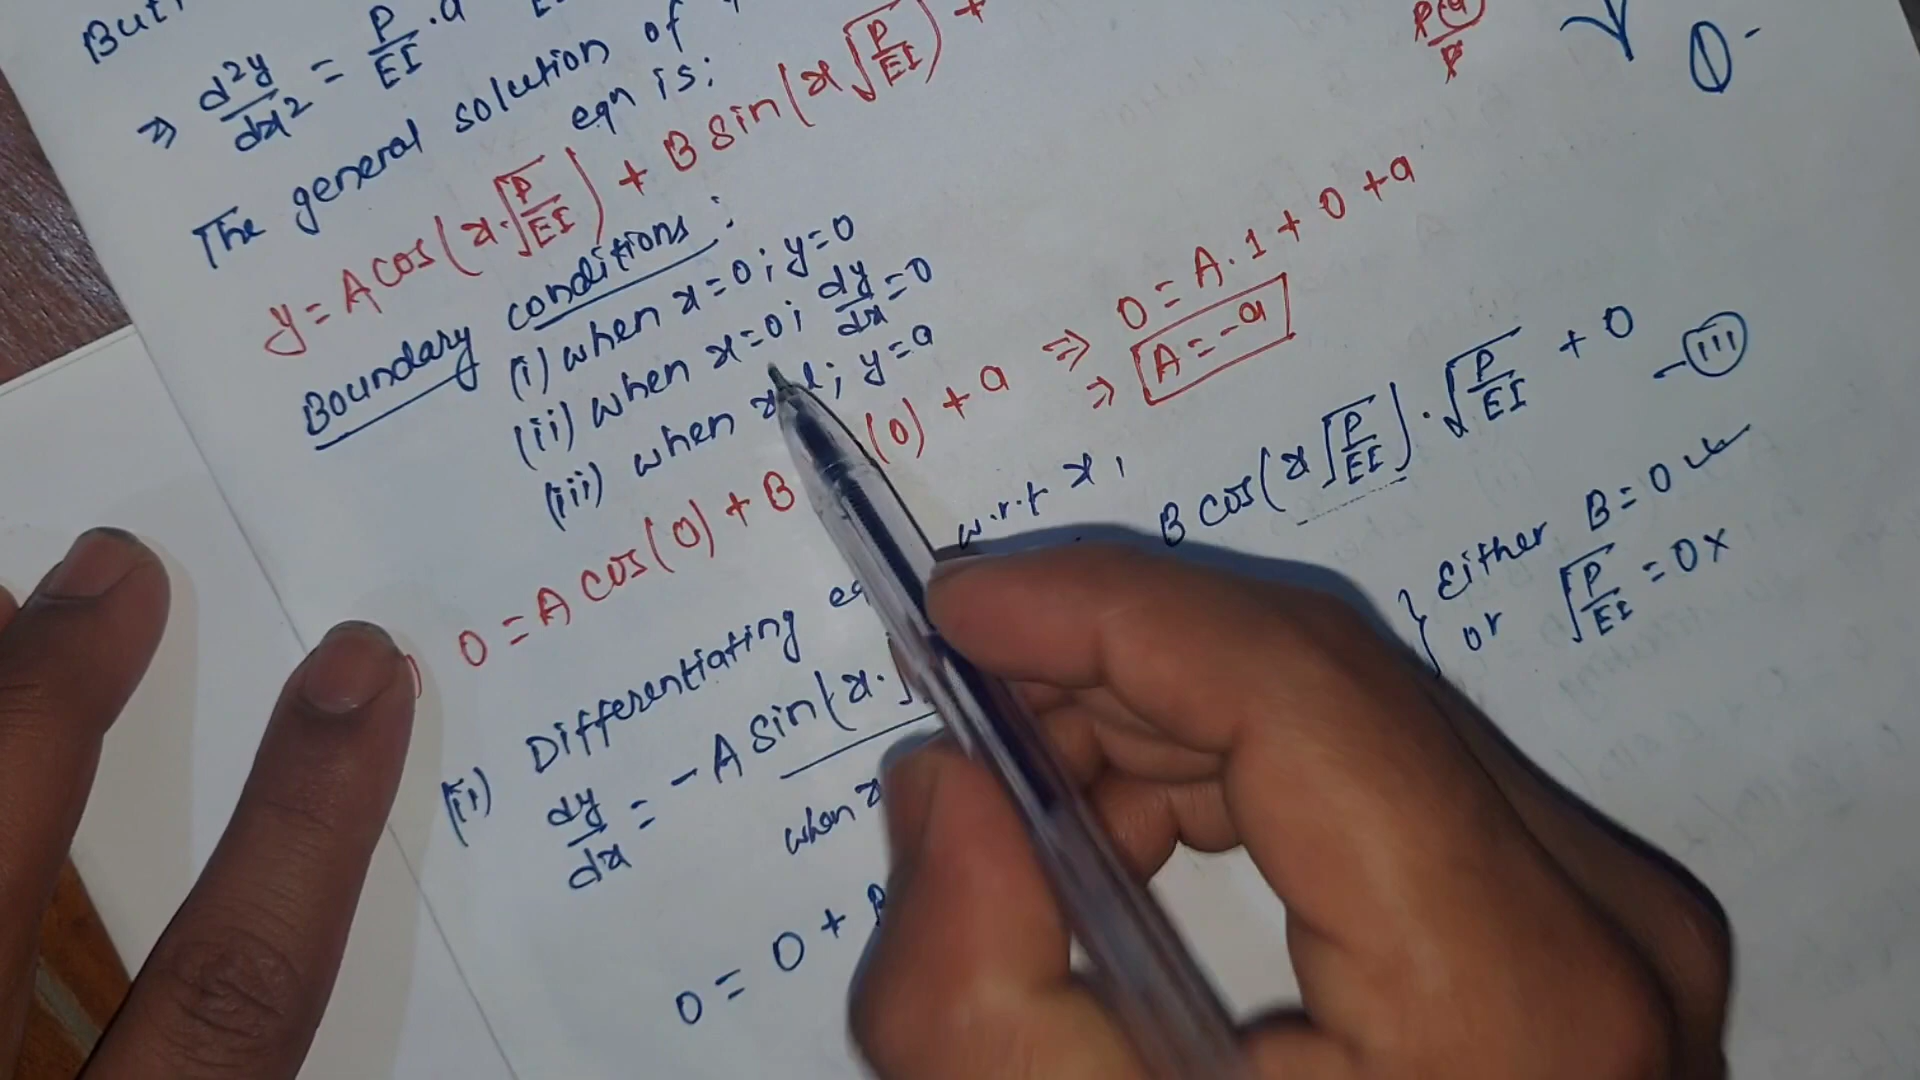 But
⇒ d²y/dx² = P/EI . a
The general solution of
eqn is:
y = A cos(x.√P/EI) + B sin(x√P/EI) +
Boundary conditions:
(i) when x=0; y=0
(ii) when x=0; dy/dx=0
(iii) when x l; y=a
0 = A cos(0) + B (0) + a ⇒ 0 = A.1 + 0 + a
⇒ A = -a
(ii) Differentiating w.r.t x,
dy/dx = -A sin(x. B cos(x√P/EI).√P/EI + 0 -(iii)
when x
0 = 0 +
} Either B=0
or √P/EI = 0 x